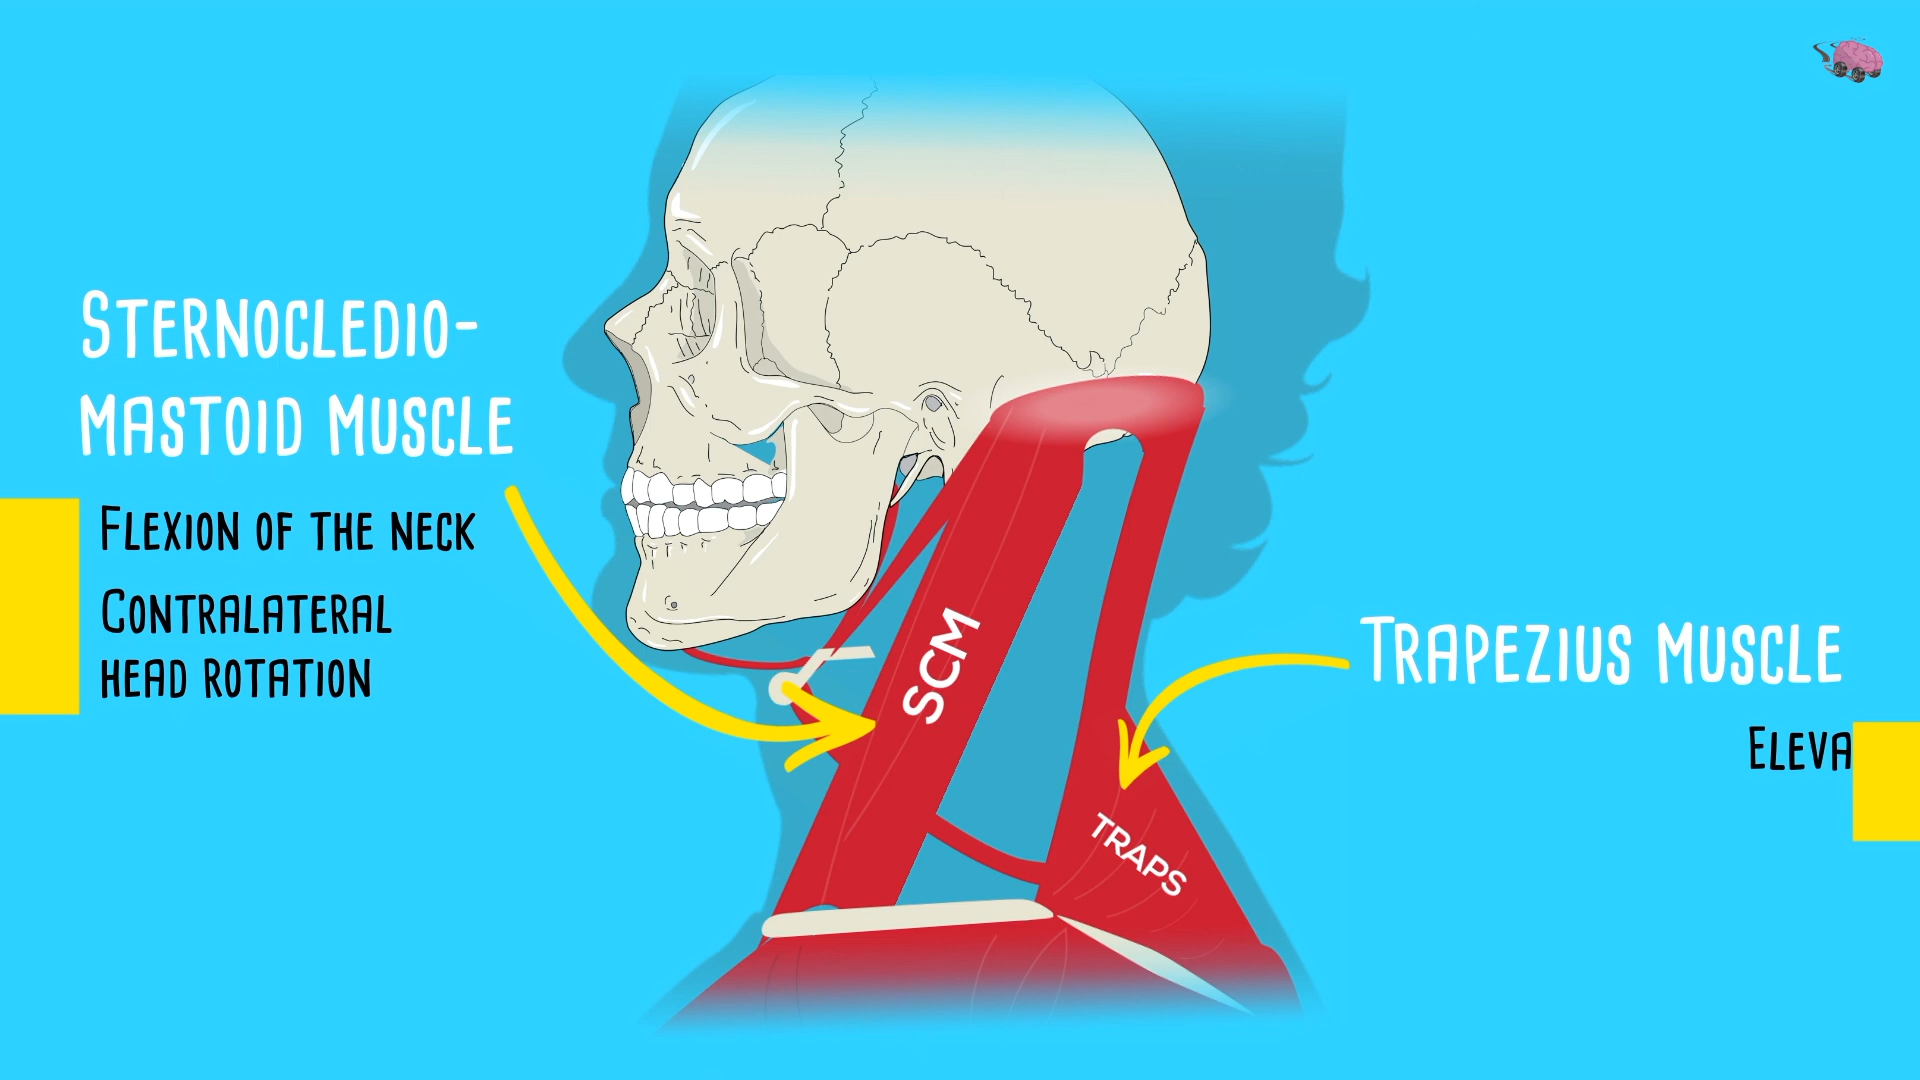 STERNOCLEDIO-
MASTOID MUSCLE
FLEXION OF THE NECK
CONTRALATERAL
HEAD ROTATION
SCM
TRAPEZIUS MUSCLE
ELEVA
TRAPS